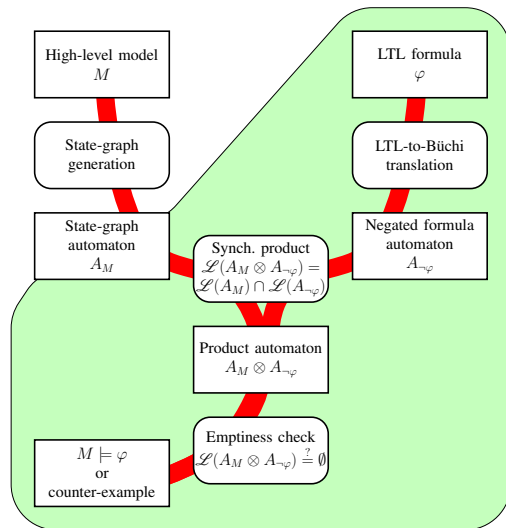 High-level model
M
LTL formula
φ
State-graph
generation
LTL-to-Büchi
translation
State-graph
automaton
A_M
Synch. product
ℒ(A_M ⊗ A_¬φ) =
ℒ(A_M) ∩ ℒ(A_¬φ)
Negated formula
automaton
A_¬φ
Product automaton
A_M ⊗ A_¬φ
Emptiness check
ℒ(A_M ⊗ A_¬φ) ≟ ∅
M ⊨ φ
or
counter-example